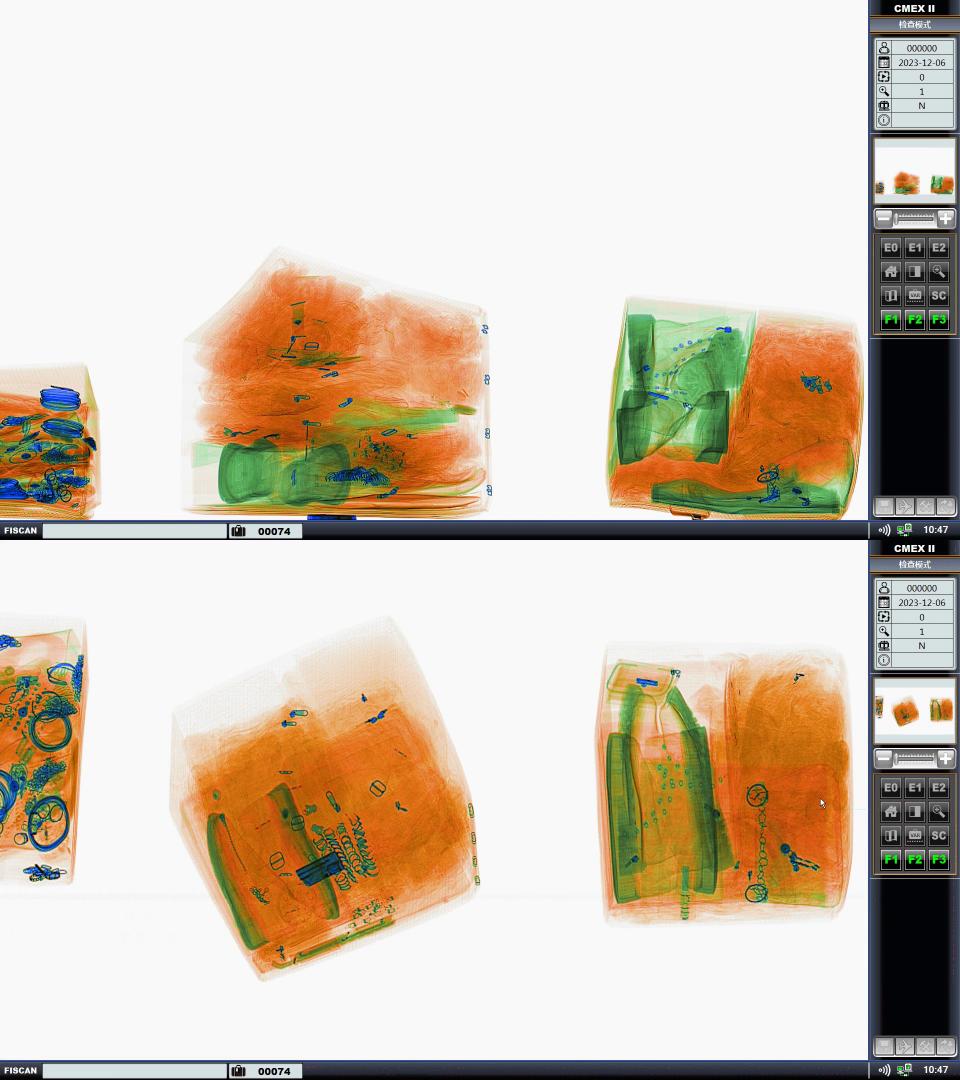 CMEX II
检查模式
000000
2023-12-06
0
1
N
E0 E1 E2
VAR SC
F1 F2 F3
FISCAN 00074 10:47
CMEX II
检查模式
000000
2023-12-06
0
1
N
E0 E1 E2
VAR SC
F1 F2 F3
FISCAN 00074 10:47